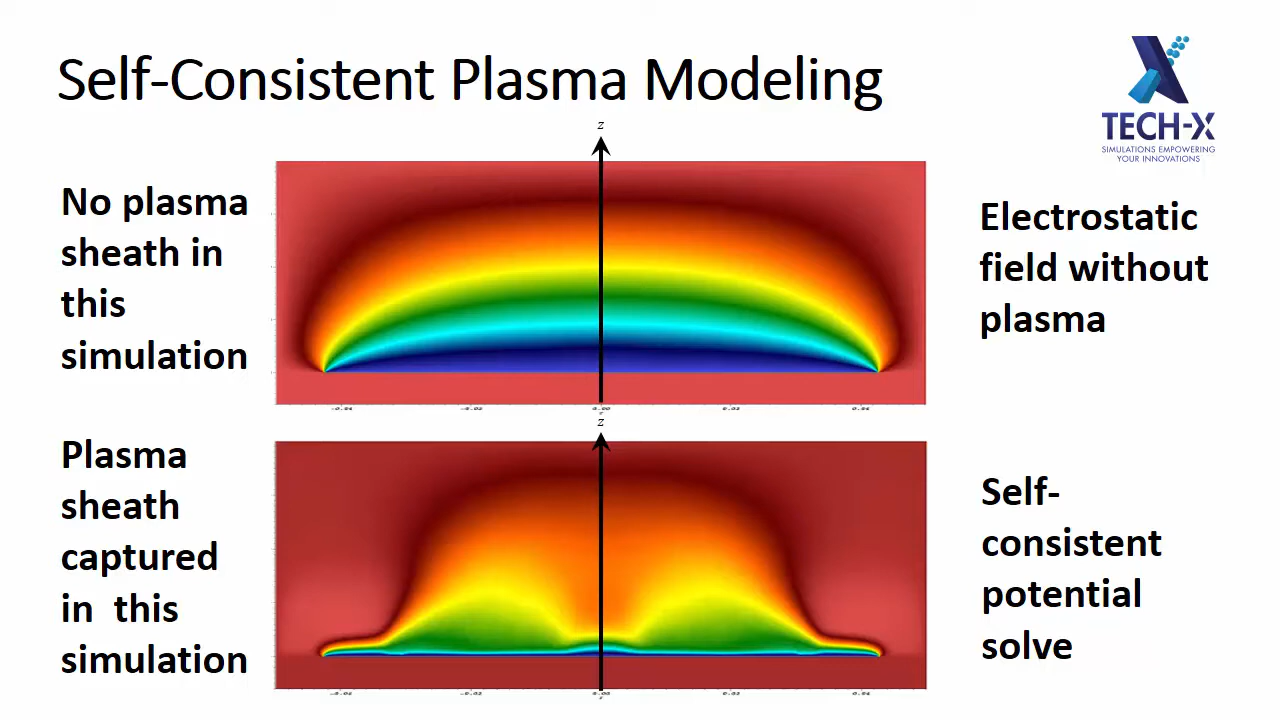 Self-Consistent Plasma Modeling
TECH-X
SIMULATIONS EMPOWERING
YOUR INNOVATIONS
z
No plasma
sheath in
this
simulation
Electrostatic
field without
plasma
z
Plasma
sheath
captured
in this
simulation
Self-
consistent
potential
solve